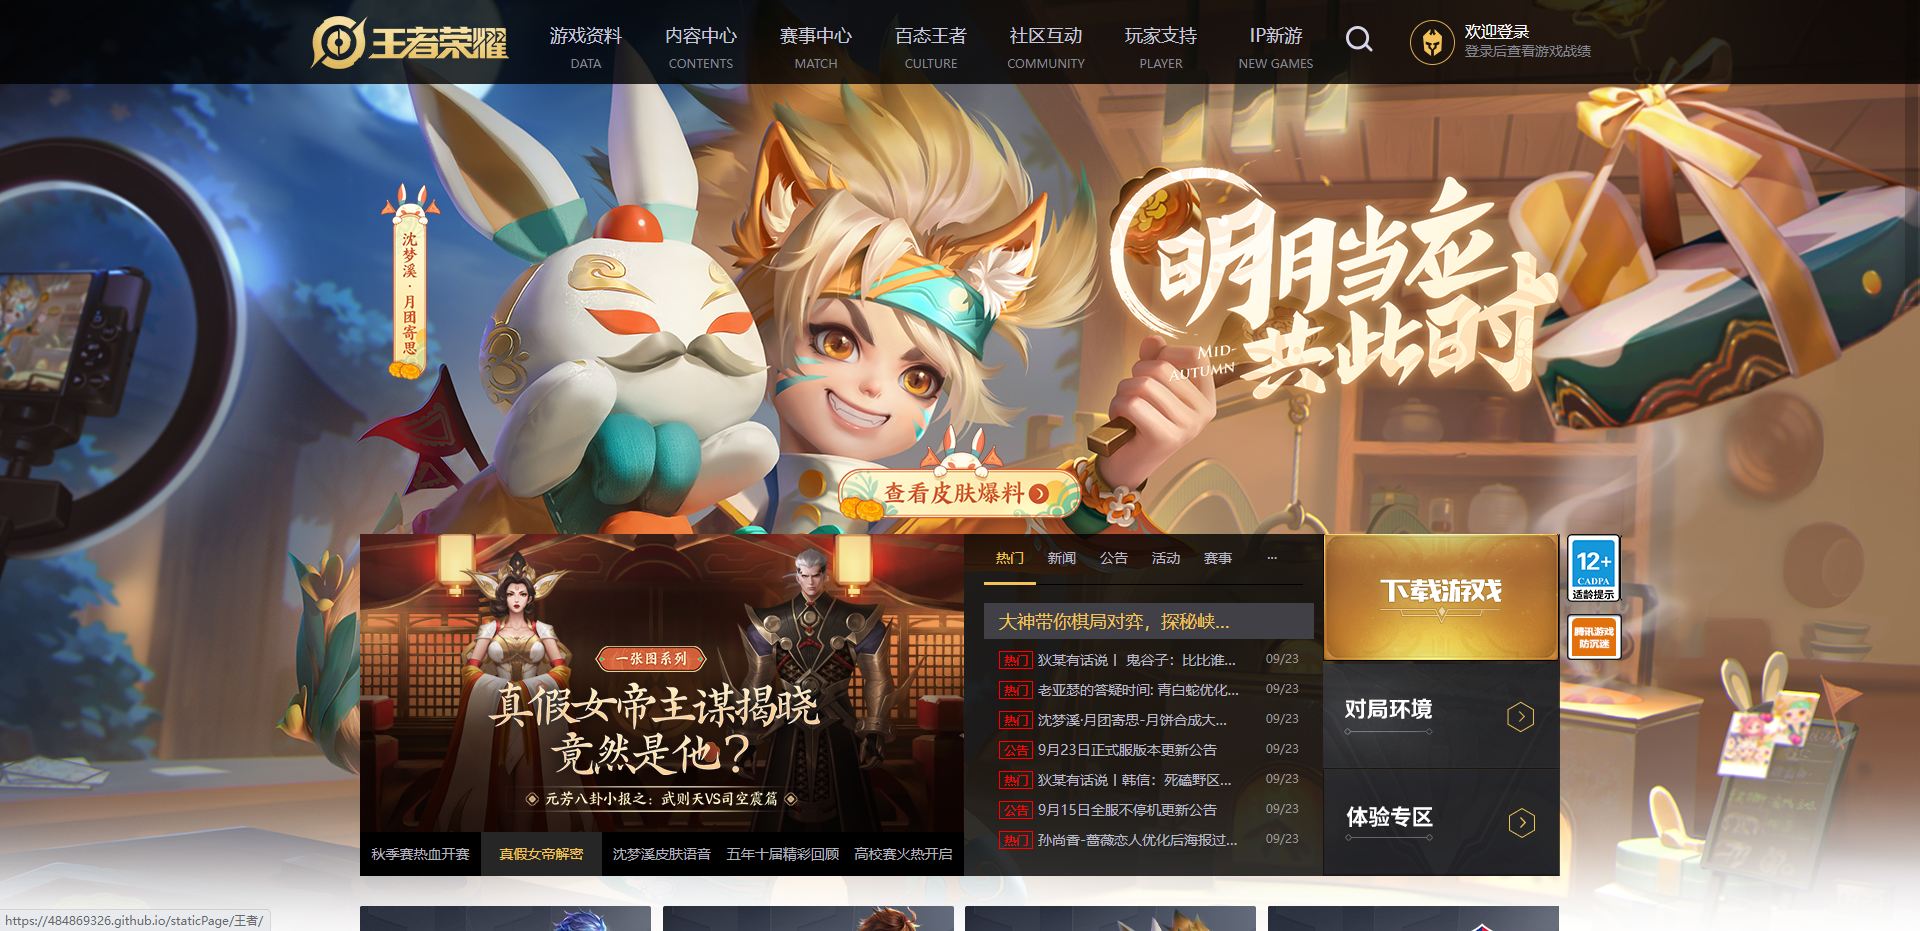 王者荣耀
游戏资料
DATA
内容中心
CONTENTS
赛事中心
MATCH
百态王者
CULTURE
社区互动
COMMUNITY
玩家支持
PLAYER
IP新游
NEW GAMES
欢迎登录
登录后查看游戏战绩
沈梦溪·月团寄思
明月当应
共此时
MID-
AUTUMN
查看皮肤爆料
一张图系列
真假女帝主谋揭晓
竟然是他？
元芳八卦小报之：武则天VS司空震篇
秋季赛热血开赛
真假女帝解密
沈梦溪皮肤语音
五年十届精彩回顾
高校赛火热开启
热门 新闻 公告 活动 赛事 ...
大神带你棋局对弈，探秘峡...
热门 狄某有话说丨 鬼谷子：比比谁... 09/23
热门 老亚瑟的答疑时间: 青白蛇优化... 09/23
热门 沈梦溪·月团寄思-月饼合成大... 09/23
公告 9月23日正式服版本更新公告 09/23
热门 狄某有话说丨韩信：死磕野区... 09/23
公告 9月15日全服不停机更新公告 09/23
热门 孙尚香-蔷薇恋人优化后海报过... 09/23
下载游戏
对局环境
体验专区
12+
CADPA
适龄提示
腾讯游戏
防沉迷
https://484869326.github.io/staticPage/王者/